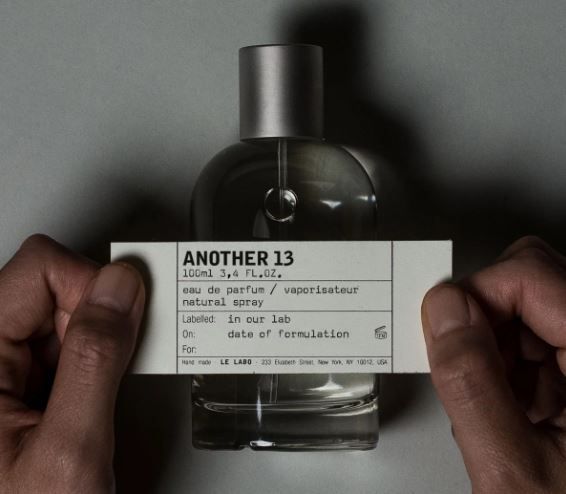 ANOTHER 13
100ml 3,4 FL.OZ.
eau de parfum / vaporisateur
natural spray
Labelled: in our lab
On: date of formulation
For:
Hand made - LE LABO - 233 Elizabeth Street, New York, NY 10012, USA